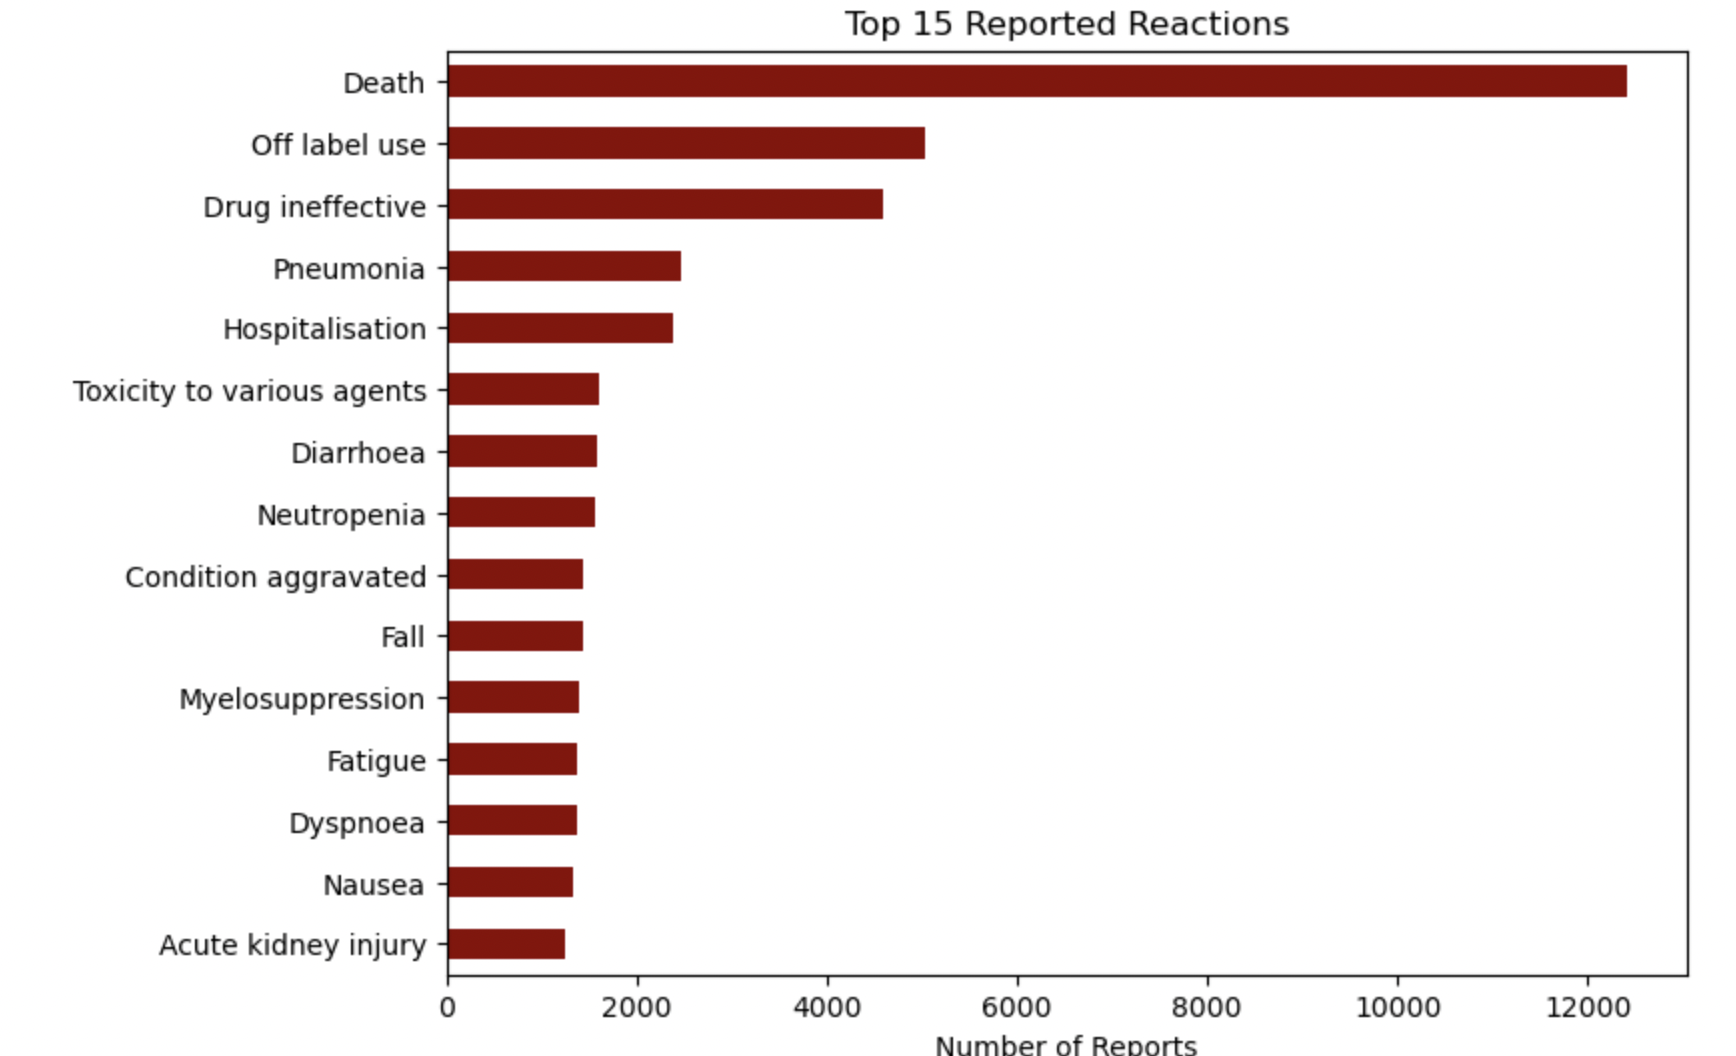 Top 15 Reported Reactions
Death
Off label use
Drug ineffective
Pneumonia
Hospitalisation
Toxicity to various agents
Diarrhoea
Neutropenia
Condition aggravated
Fall
Myelosuppression
Fatigue
Dyspnoea
Nausea
Acute kidney injury
0 2000 4000 6000 8000 10000 12000
Number of Reports